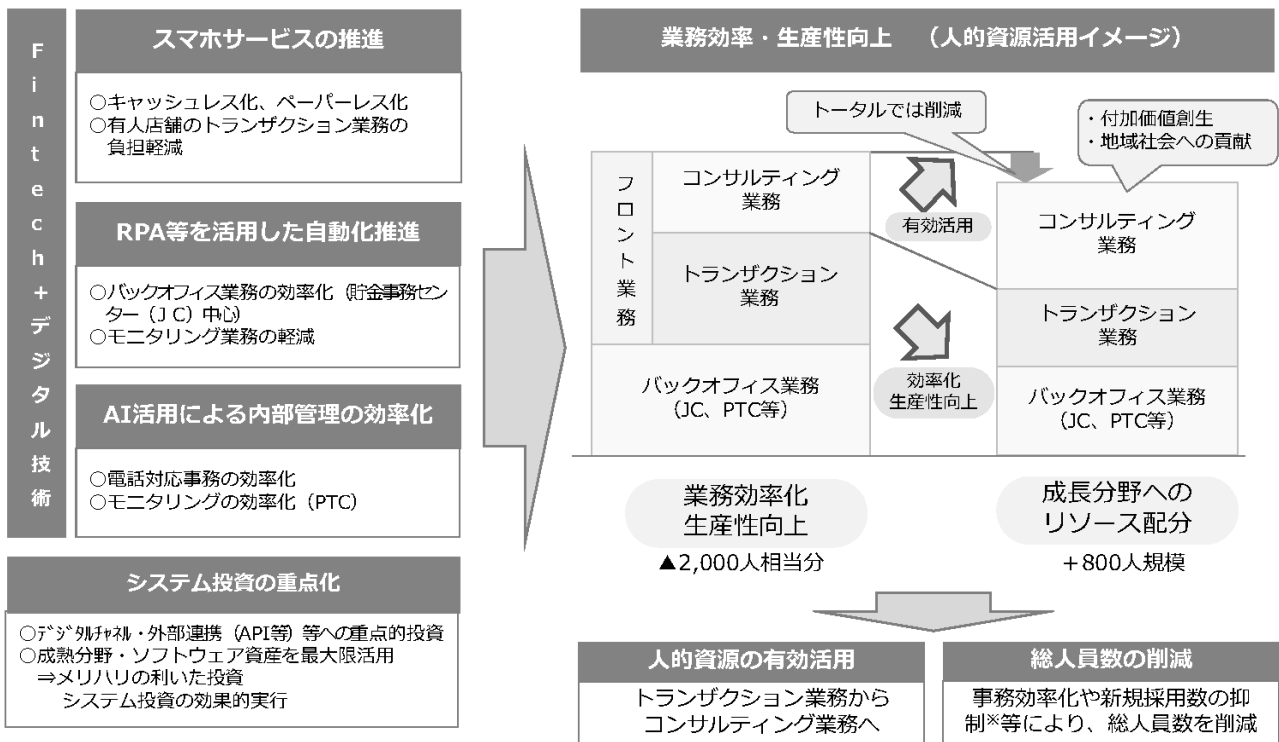 Fintech+デジタル技術
スマホサービスの推進
○キャッシュレス化、ペーパーレス化
○有人店舗のトランザクション業務の
負担軽減
RPA等を活用した自動化推進
○バックオフィス業務の効率化（貯金事務セン
ター（ＪＣ）中心）
○モニタリング業務の軽減
AI活用による内部管理の効率化
○電話対応事務の効率化
○モニタリングの効率化（PTC）
システム投資の重点化
○ﾃﾞｼﾞﾀﾙﾁｬﾈﾙ・外部連携（API等）等への重点的投資
○成熟分野・ソフトウェア資産を最大限活用
⇒メリハリの利いた投資
システム投資の効果的実行
業務効率・生産性向上　（人的資源活用イメージ）
トータルでは削減
・付加価値創生
・地域社会への貢献
フロント業務
コンサルティング
業務
トランザクション
業務
バックオフィス業務
（JC、PTC等）
有効活用
効率化
生産性向上
コンサルティング
業務
トランザクション
業務
バックオフィス業務
（JC、PTC等）
業務効率化
生産性向上
▲2,000人相当分
成長分野への
リソース配分
+800人規模
人的資源の有効活用
トランザクション業務から
コンサルティング業務へ
総人員数の削減
事務効率化や新規採用数の抑
制※等により、総人員数を削減